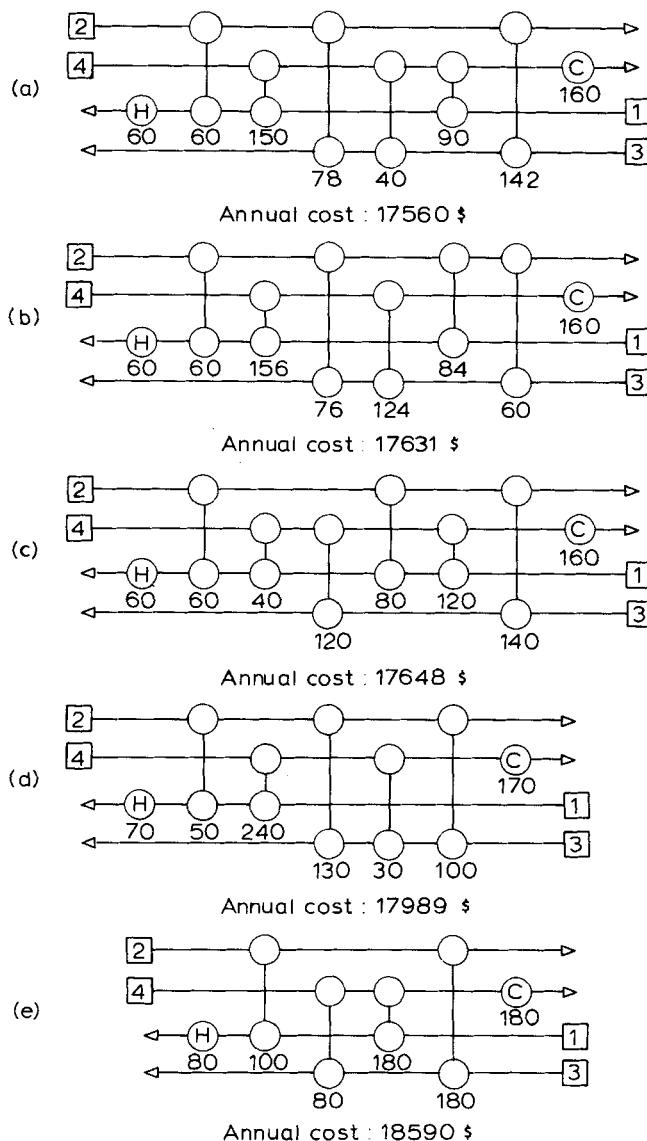 2
4
C
(a)
160
H
1
60 60 150 90
3
78 40 142
Annual cost : 17560 $
2
4
C
(b)
160
H
1
60 60 156 84
3
76 124 60
Annual cost : 17631 $
2
4
C
(c)
160
H
1
60 60 40 80 120
3
120 140
Annual cost : 17648 $
2
4
C
(d)
170
H
1
70 50 240
3
130 30 100
Annual cost : 17989 $
2
4
C
(e)
180
H
1
80 100 180
3
80 180
Annual cost : 18590 $